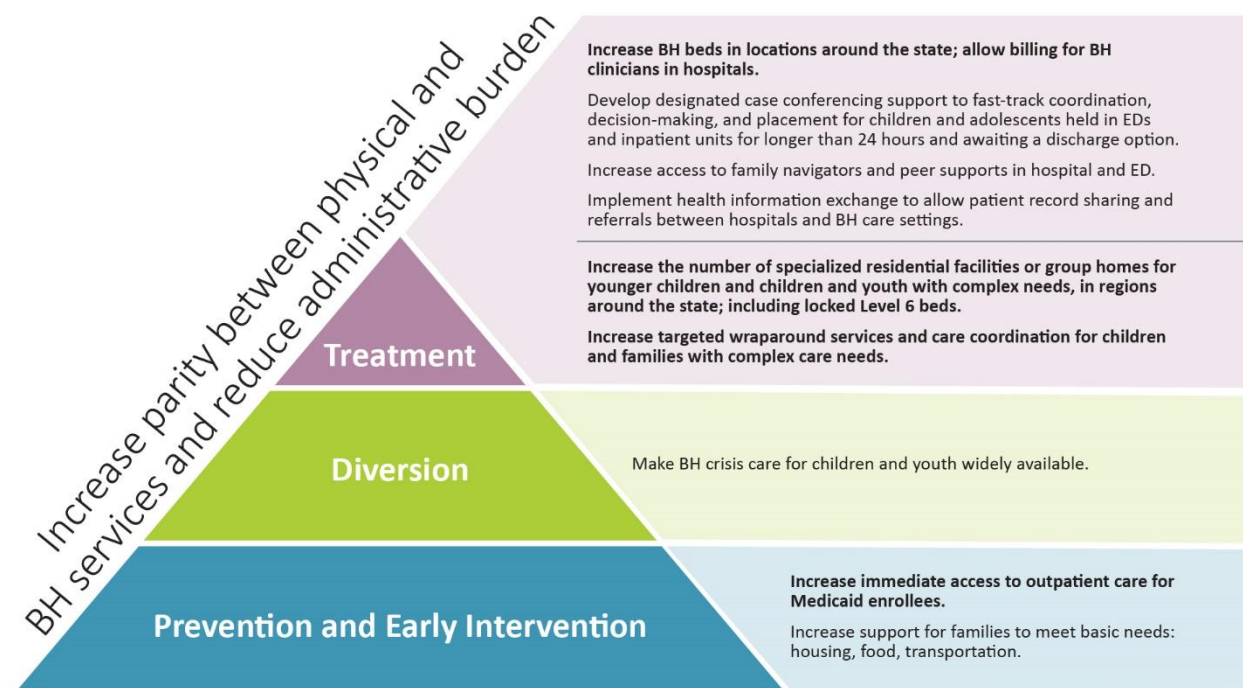 Increase parity between physical and
BH services and reduce administrative burden
Increase BH beds in locations around the state; allow billing for BH
clinicians in hospitals.
Develop designated case conferencing support to fast-track coordination,
decision-making, and placement for children and adolescents held in EDs
and inpatient units for longer than 24 hours and awaiting a discharge option.
Increase access to family navigators and peer supports in hospital and ED.
Implement health information exchange to allow patient record sharing and
referrals between hospitals and BH care settings.
Treatment
Increase the number of specialized residential facilities or group homes for
younger children and children and youth with complex needs, in regions
around the state; including locked Level 6 beds.
Increase targeted wraparound services and care coordination for children
and families with complex care needs.
Diversion
Make BH crisis care for children and youth widely available.
Prevention and Early Intervention
Increase immediate access to outpatient care for
Medicaid enrollees.
Increase support for families to meet basic needs:
housing, food, transportation.